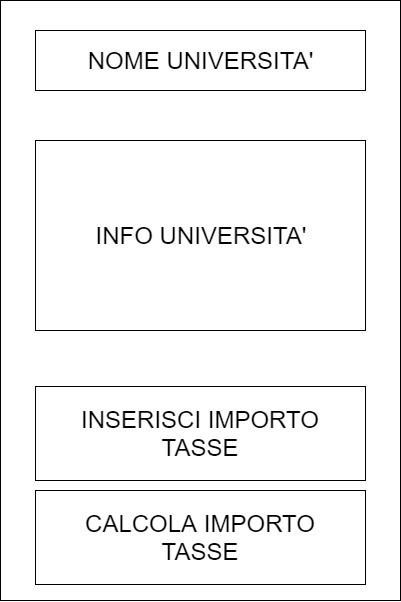 NOME UNIVERSITA'
INFO UNIVERSITA'
INSERISCI IMPORTO
TASSE
CALCOLA IMPORTO
TASSE